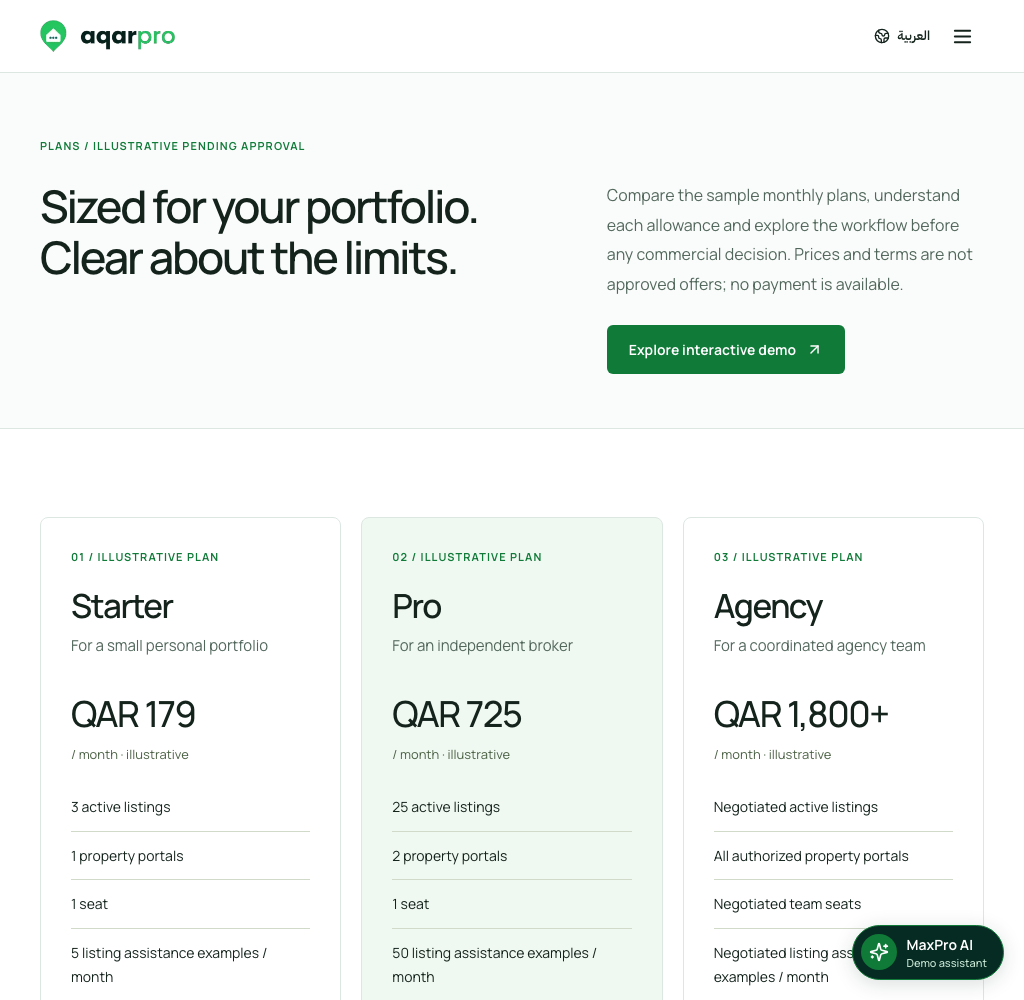 aqarpro
العربية
PLANS / ILLUSTRATIVE PENDING APPROVAL
Sized for your portfolio.
Clear about the limits.
Compare the sample monthly plans, understand
each allowance and explore the workflow before
any commercial decision. Prices and terms are not
approved offers; no payment is available.
Explore interactive demo
01 / ILLUSTRATIVE PLAN
Starter
For a small personal portfolio
QAR 179
/ month · illustrative
3 active listings
1 property portals
1 seat
5 listing assistance examples /
month
02 / ILLUSTRATIVE PLAN
Pro
For an independent broker
QAR 725
/ month · illustrative
25 active listings
2 property portals
1 seat
50 listing assistance examples /
month
03 / ILLUSTRATIVE PLAN
Agency
For a coordinated agency team
QAR 1,800+
/ month · illustrative
Negotiated active listings
All authorized property portals
Negotiated team seats
Negotiated listing
examples / month
MaxPro AI
Demo assistant